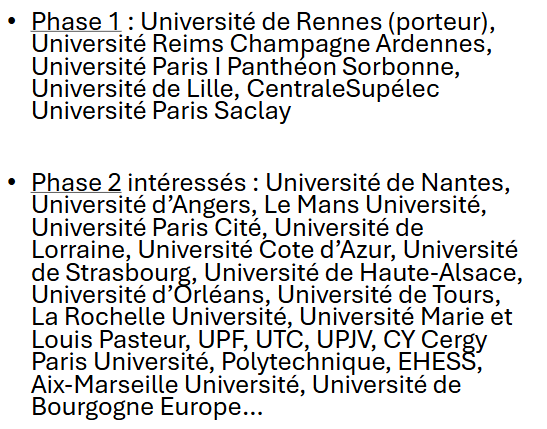 • Phase 1 : Université de Rennes (porteur),
Université Reims Champagne Ardennes,
Université Paris I Panthéon Sorbonne,
Université de Lille, CentraleSupélec
Université Paris Saclay
• Phase 2 intéressés : Université de Nantes,
Université d’Angers, Le Mans Université,
Université Paris Cité, Université de
Lorraine, Université Cote d’Azur, Université
de Strasbourg, Université de Haute-Alsace,
Université d’Orléans, Université de Tours,
La Rochelle Université, Université Marie et
Louis Pasteur, UPF, UTC, UPJV, CY Cergy
Paris Université, Polytechnique, EHESS,
Aix-Marseille Université, Université de
Bourgogne Europe...